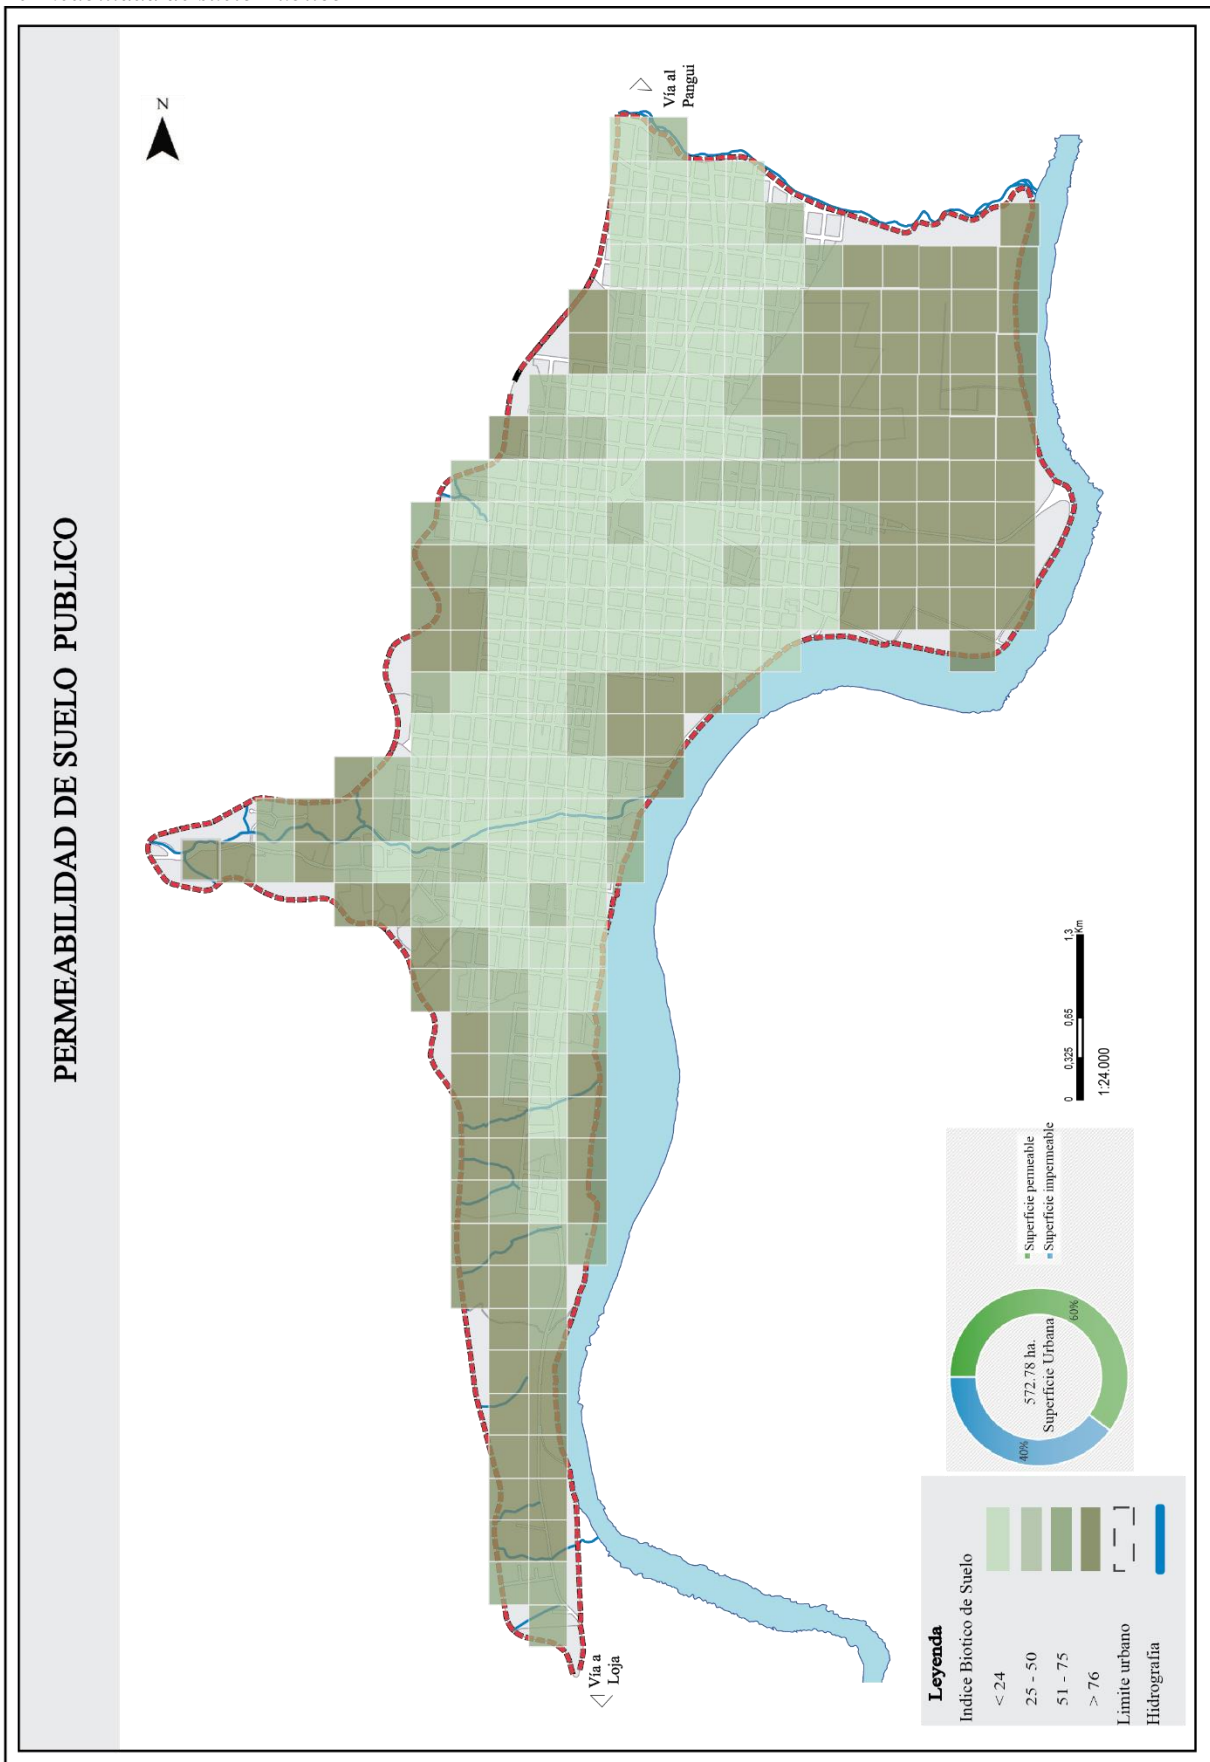 PERMEABILIDAD DE SUELO PUBLICO
N
Vía al
Pangui
Vía a
Loja
0 0,325 0,65 1,3
Km
1:24.000
Superficie permeable
Superficie impermeable
60%
40%
572.78 ha.
Superficie Urbana
Leyenda
Indice Biotico de Suelo
< 24
25 - 50
51 - 75
> 76
Limite urbano
Hidrografia